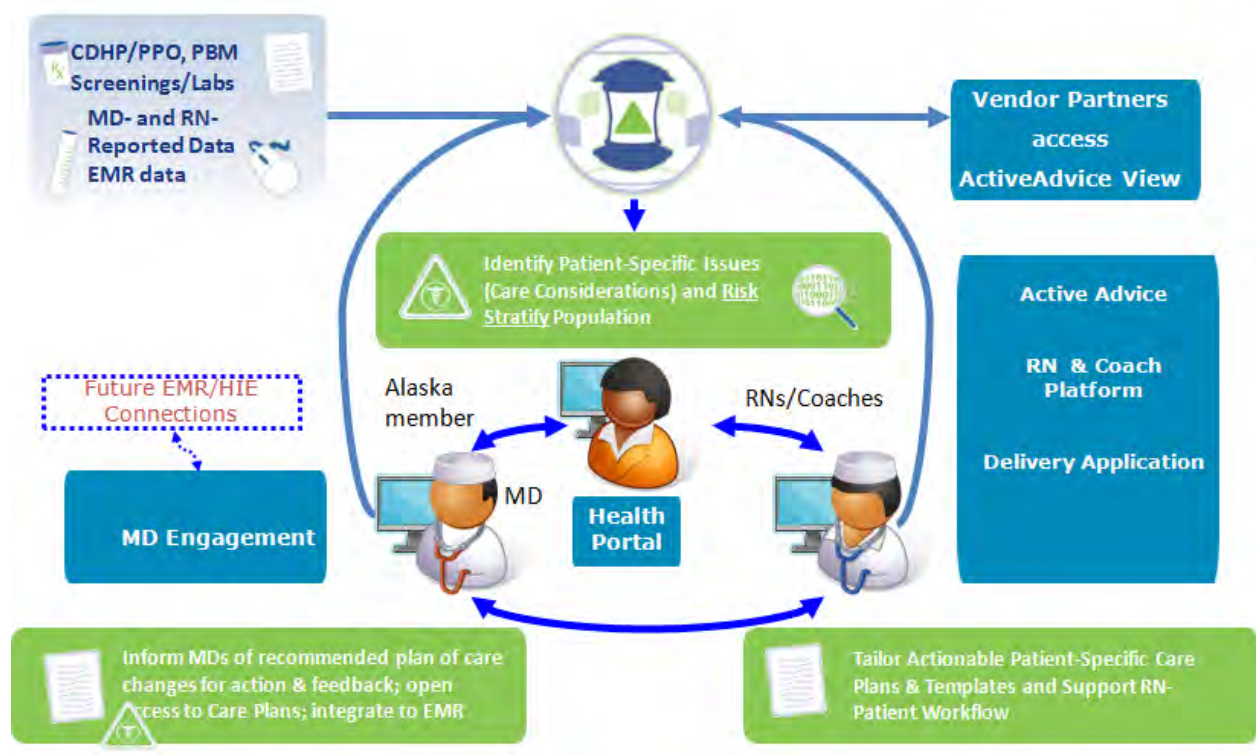 CDHP/PPO, PBM
Screenings/Labs
MD- and RN-
Reported Data
EMR data
Vendor Partners
access
ActiveAdvice View
Identify Patient-Specific Issues
(Care Considerations) and Risk
Stratify Population
Active Advice
RN & Coach
Platform
Delivery Application
Future EMR/HIE
Connections
Alaska
member
RNs/Coaches
MD
MD Engagement
Health
Portal
Inform MDs of recommended plan of care
changes for action & feedback; open
access to Care Plans; integrate to EMR
Tailor Actionable Patient-Specific Care
Plans & Templates and Support RN-
Patient Workflow